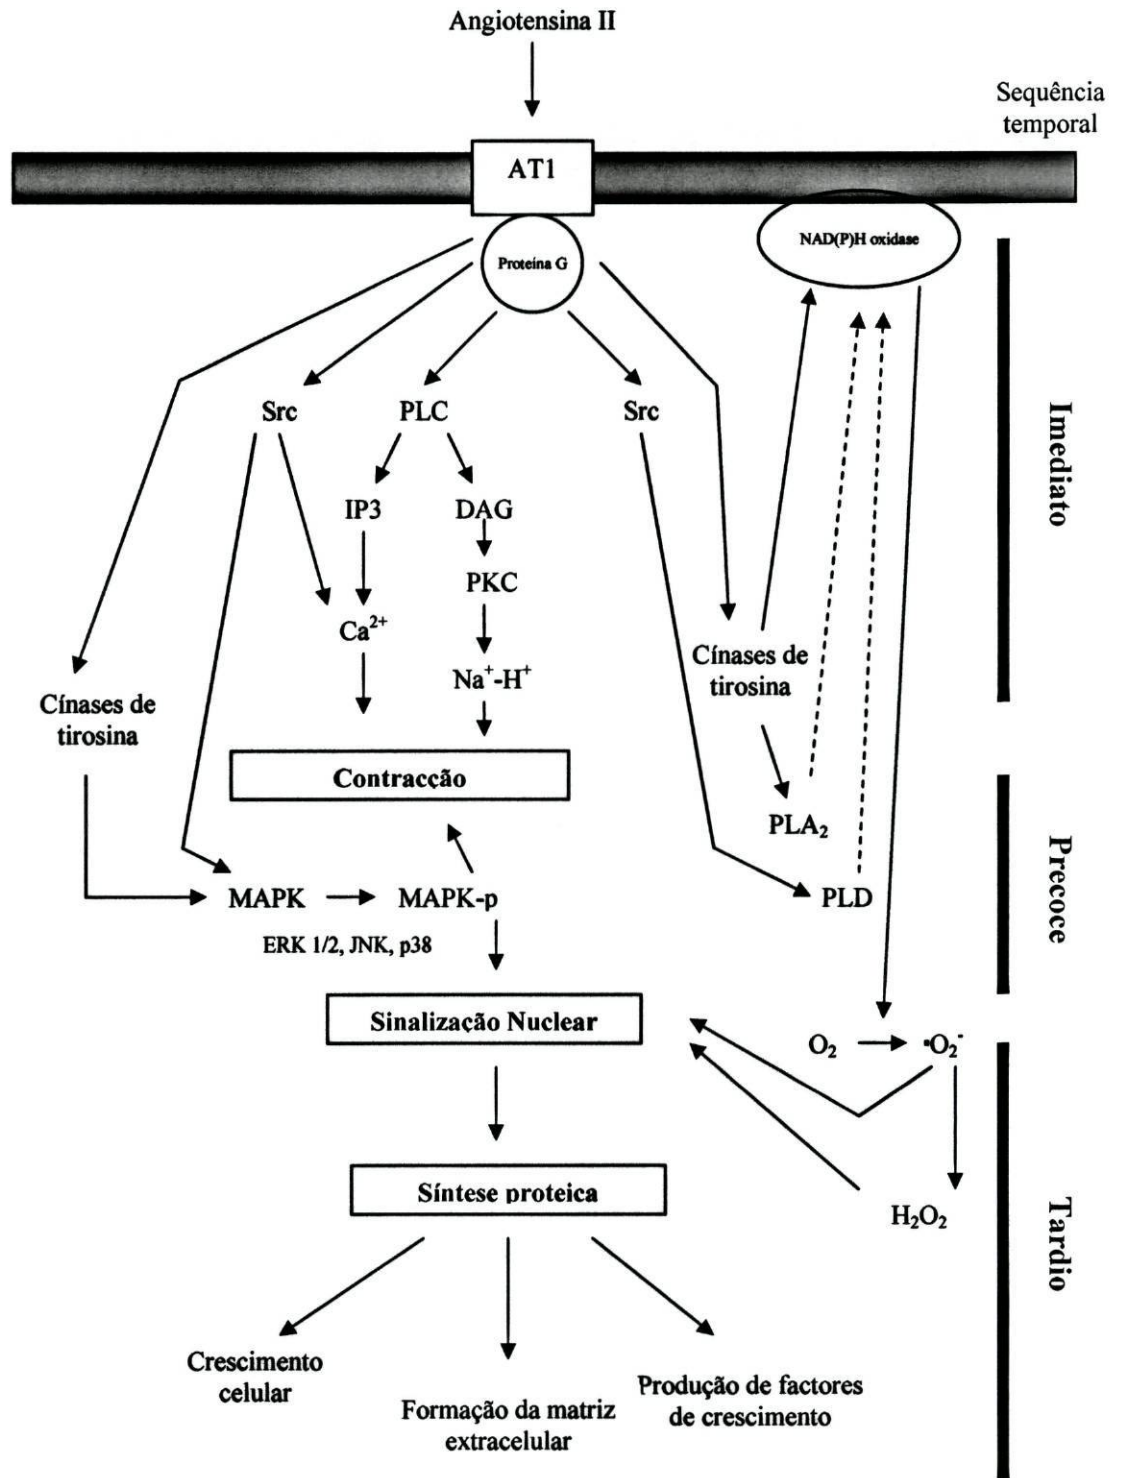 Angiotensina II
Sequência
temporal
AT1
NAD(P)H oxidase
Proteína G
Imediato
Src
PLC
Src
IP3
DAG
PKC
Ca²⁺
Na⁺-H⁺
Cínases de
tirosina
Cínases de
tirosina
Contracção
PLA₂
Precoce
MAPK
MAPK-p
PLD
ERK 1/2, JNK, p38
Sinalização Nuclear
O₂
•O₂⁻
Síntese proteica
H₂O₂
Tardio
Crescimento
celular
Formação da matriz
extracelular
Produção de factores
de crescimento